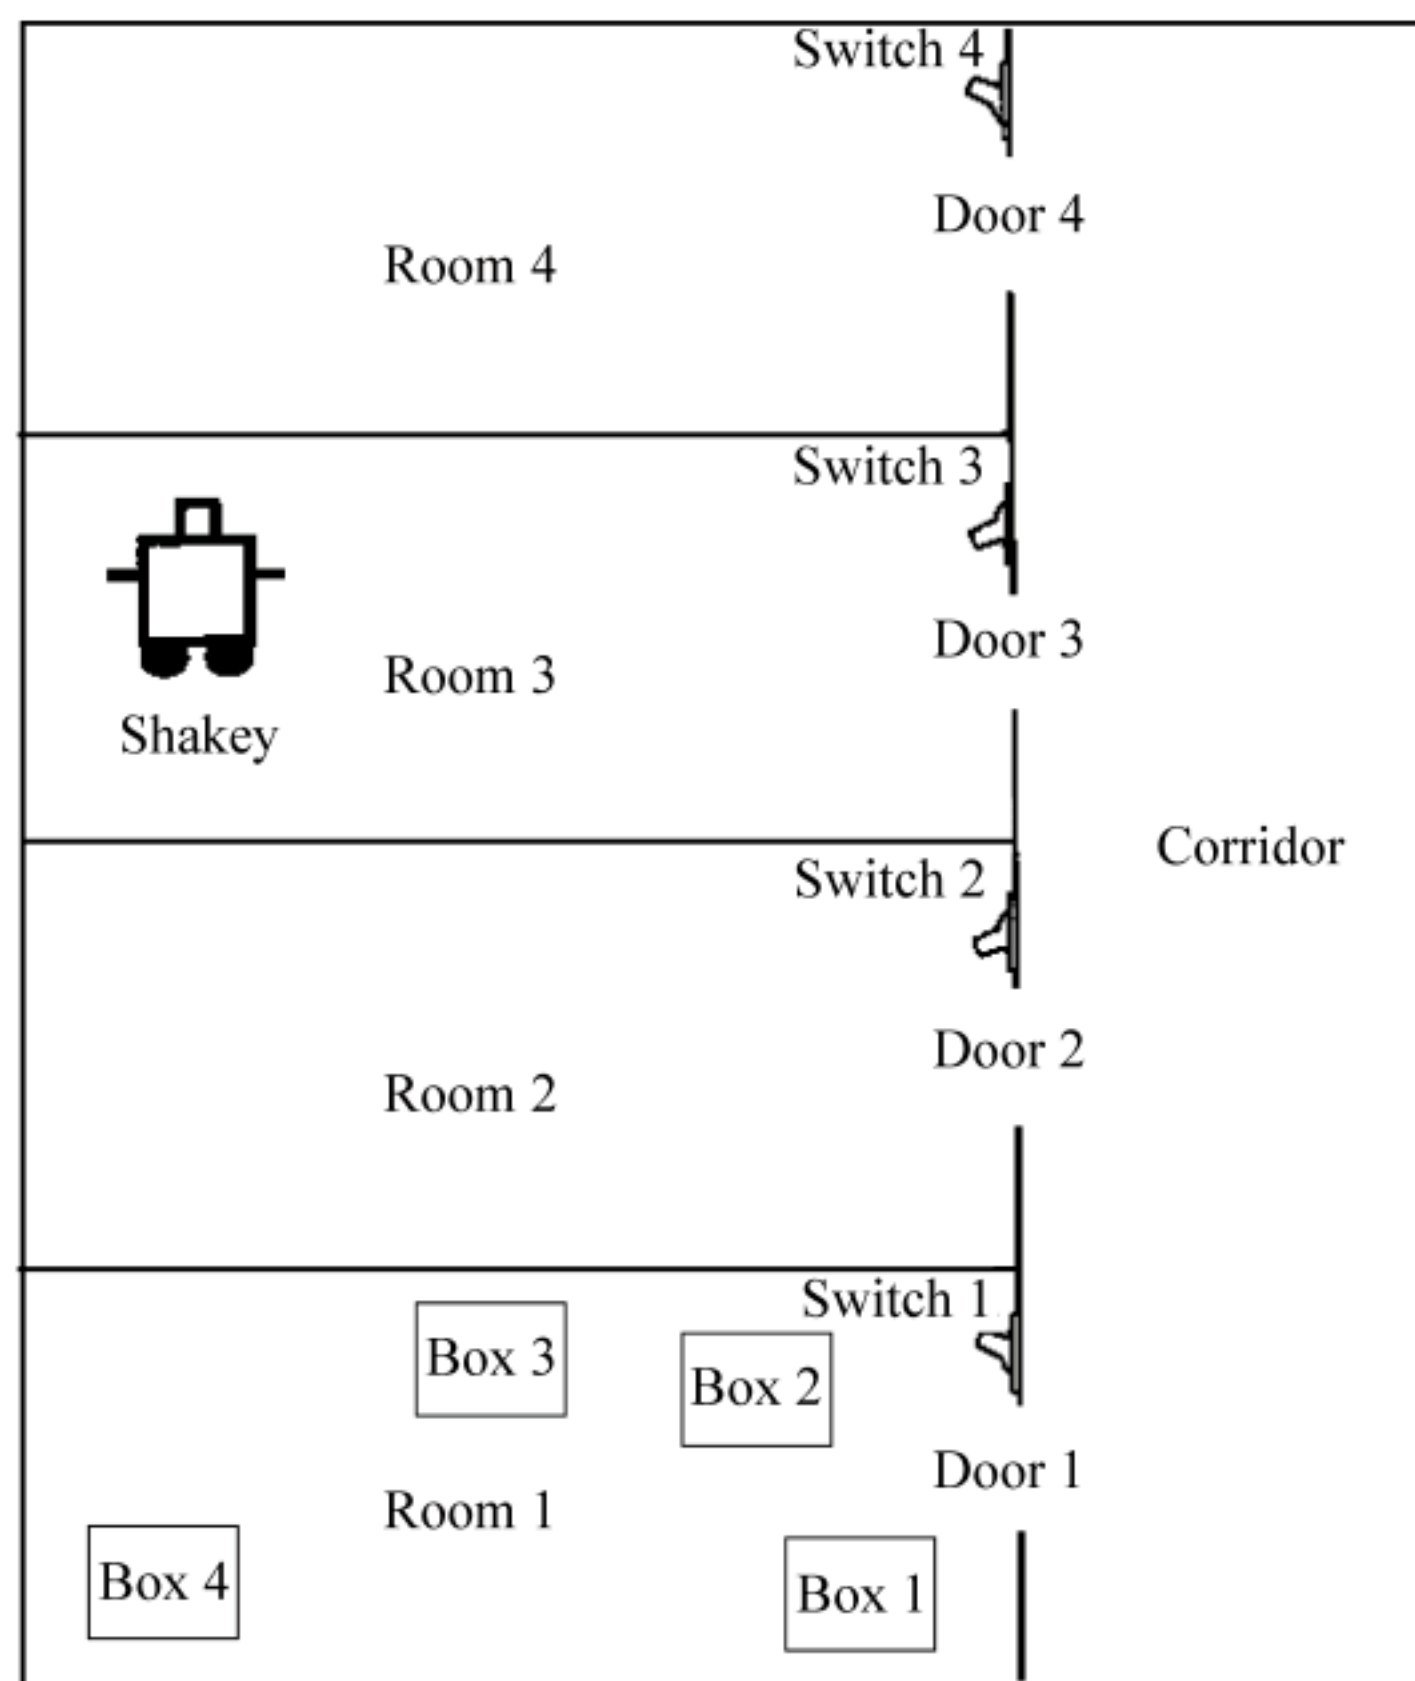 Switch 4
Door 4
Room 4
Switch 3
Door 3
Room 3
Shakey
Corridor
Switch 2
Door 2
Room 2
Switch 1
Box 3
Box 2
Door 1
Room 1
Box 4
Box 1